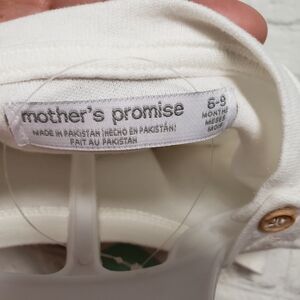 mother's promise
MADE IN PAKISTAN (HECHO EN PAKISTÁN)
FAIT AU PAKISTAN
6-9
MONTHS
MESES
MOIS